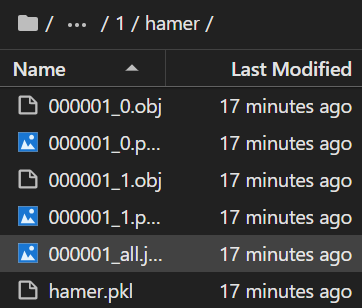 / ··· / 1 / hamer /
Name Last Modified
000001_0.obj 17 minutes ago
000001_0.p... 17 minutes ago
000001_1.obj 17 minutes ago
000001_1.p... 17 minutes ago
000001_all.j... 17 minutes ago
hamer.pkl 17 minutes ago